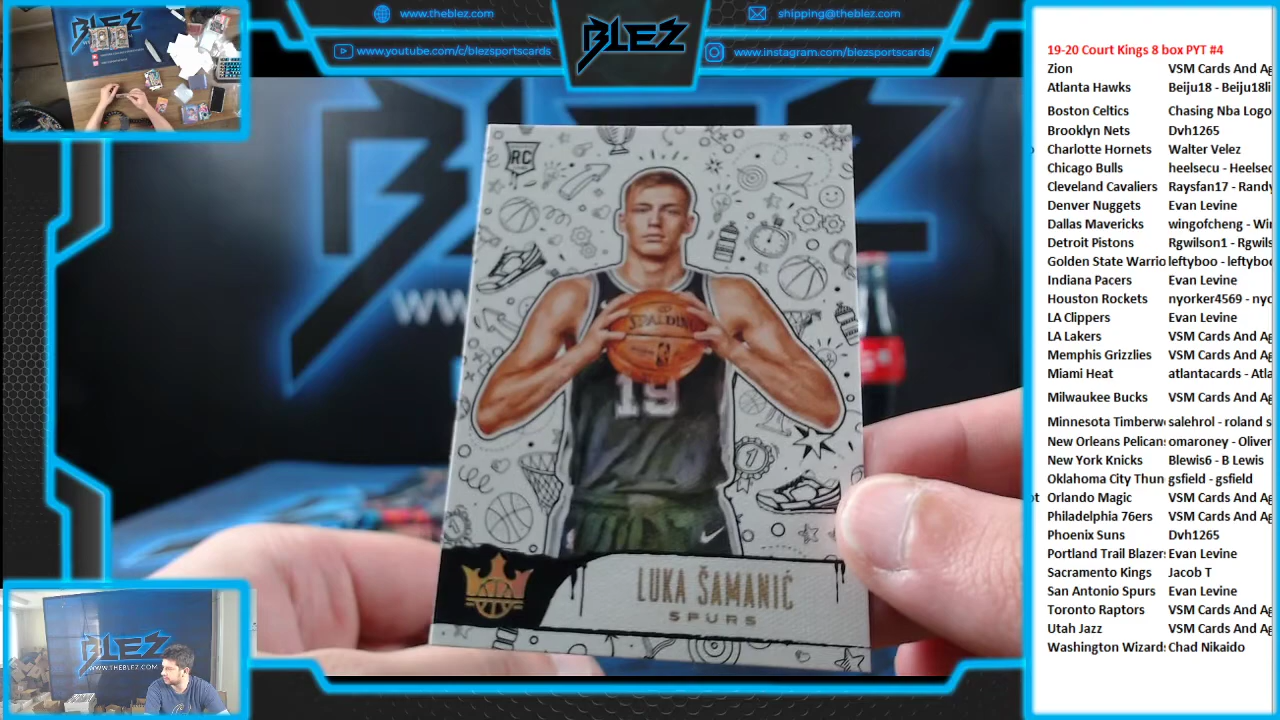 www.theblez.com
shipping@theblez.com
www.youtube.com/c/blezsportscards
BLEZ
www.instagram.com/blezsportscards/
19-20 Court Kings 8 box PYT #4
Zion VSM Cards And Ag
Atlanta Hawks Beiju18 - Beiju18li
Boston Celtics Chasing Nba Logo
Brooklyn Nets Dvh1265
Charlotte Hornets Walter Velez
Chicago Bulls heelsecu - Heelsec
Cleveland Cavaliers Raysfan17 - Randy
Denver Nuggets Evan Levine
Dallas Mavericks wingofcheng - Wi
Detroit Pistons Rgwilson1 - Rgwils
Golden State Warrio leftyboo - leftyboo
Indiana Pacers Evan Levine
Houston Rockets nyorker4569 - nyo
LA Clippers Evan Levine
LA Lakers VSM Cards And Ag
Memphis Grizzlies VSM Cards And Ag
Miami Heat atlantacards - Atla
Milwaukee Bucks VSM Cards And Ag
Minnesota Timberw salehrol - roland s
New Orleans Pelicans omaroney - Oliver
New York Knicks Blewis6 - B Lewis
Oklahoma City Thun gsfield - gsfield
Orlando Magic VSM Cards And Ag
Philadelphia 76ers VSM Cards And Ag
Phoenix Suns Dvh1265
Portland Trail Blazers Evan Levine
Sacramento Kings Jacob T
San Antonio Spurs Evan Levine
Toronto Raptors VSM Cards And Ag
Utah Jazz VSM Cards And Ag
Washington Wizards Chad Nikaido
RC
SPALDING
19
LUKA ŠAMANIĆ
SPURS
WW
BLEZ
WWW.THEBLEZ.COM